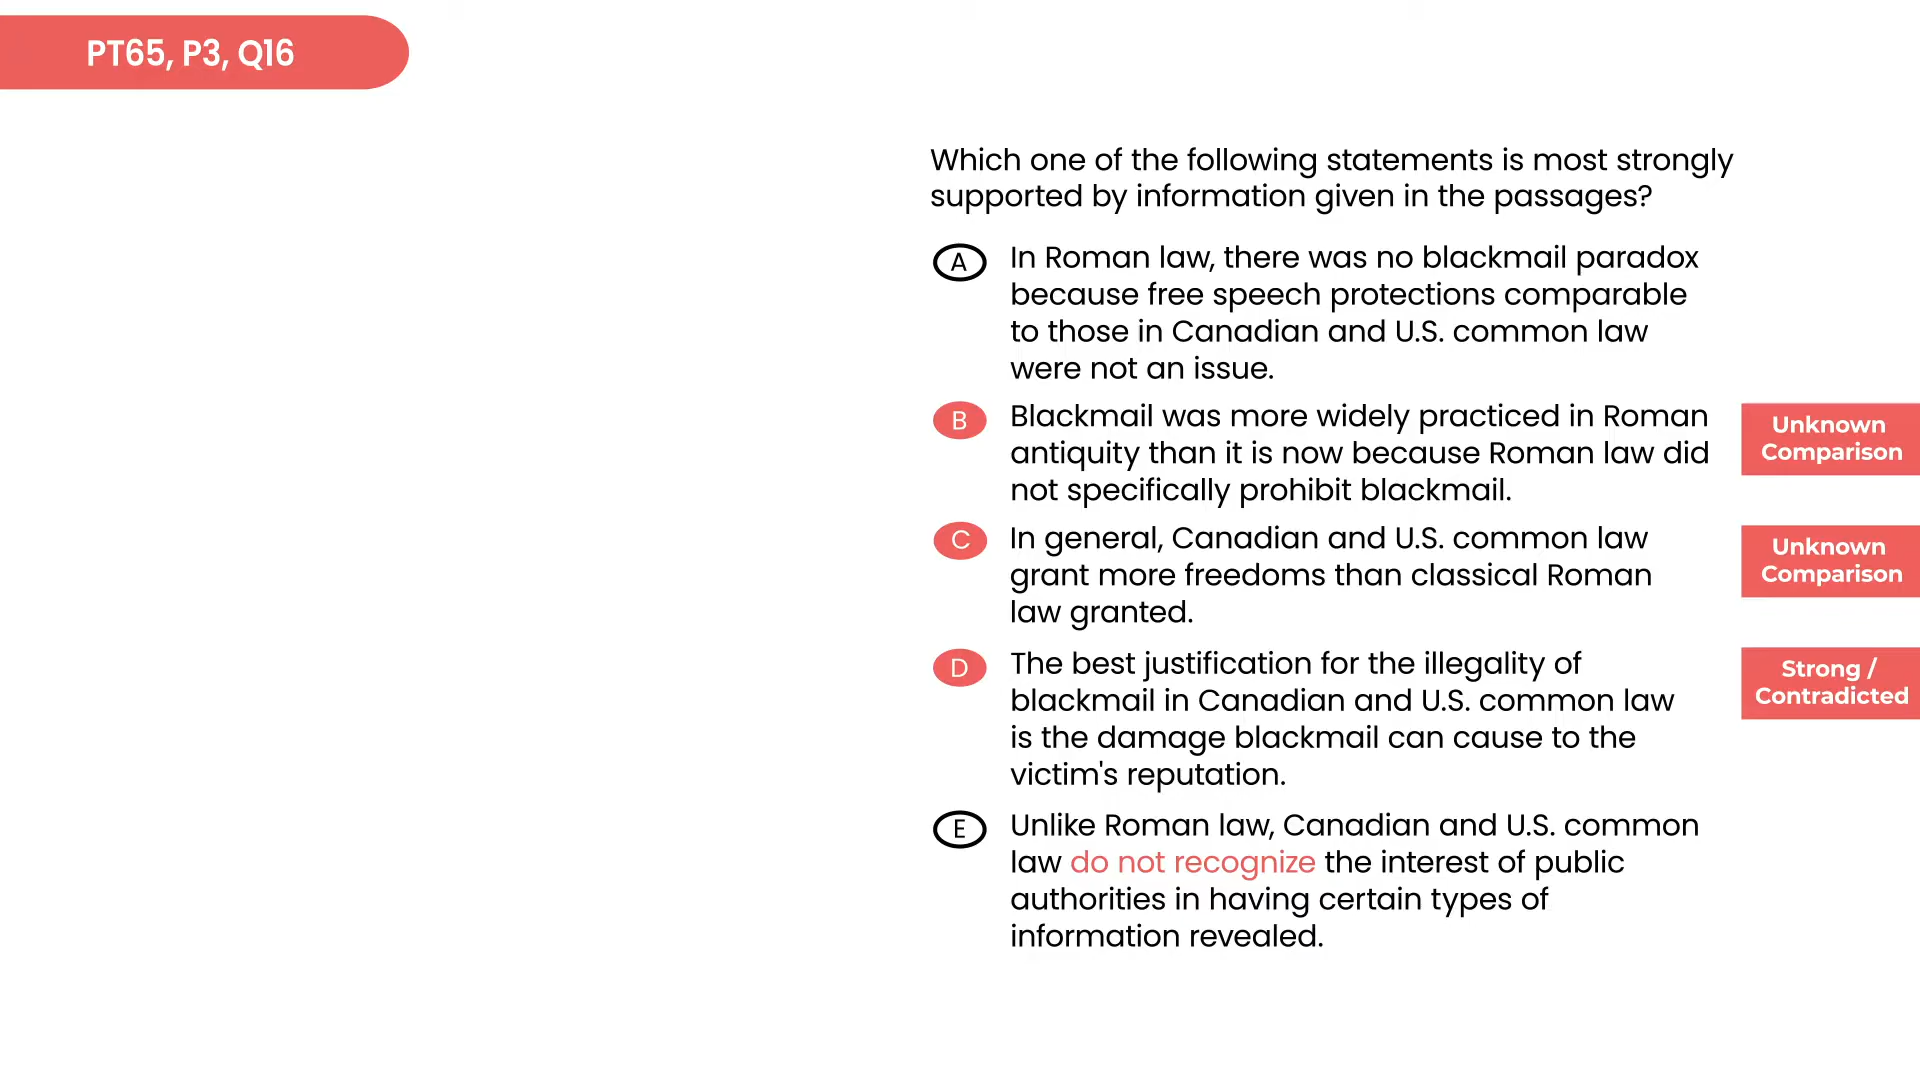 PT65, P3, Q16
Which one of the following statements is most strongly
supported by information given in the passages?
A In Roman law, there was no blackmail paradox
because free speech protections comparable
to those in Canadian and U.S. common law
were not an issue.
B Blackmail was more widely practiced in Roman
antiquity than it is now because Roman law did
not specifically prohibit blackmail.
Unknown
Comparison
C In general, Canadian and U.S. common law
grant more freedoms than classical Roman
law granted.
Unknown
Comparison
D The best justification for the illegality of
blackmail in Canadian and U.S. common law
is the damage blackmail can cause to the
victim's reputation.
Strong /
Contradicted
E Unlike Roman law, Canadian and U.S. common
law do not recognize the interest of public
authorities in having certain types of
information revealed.